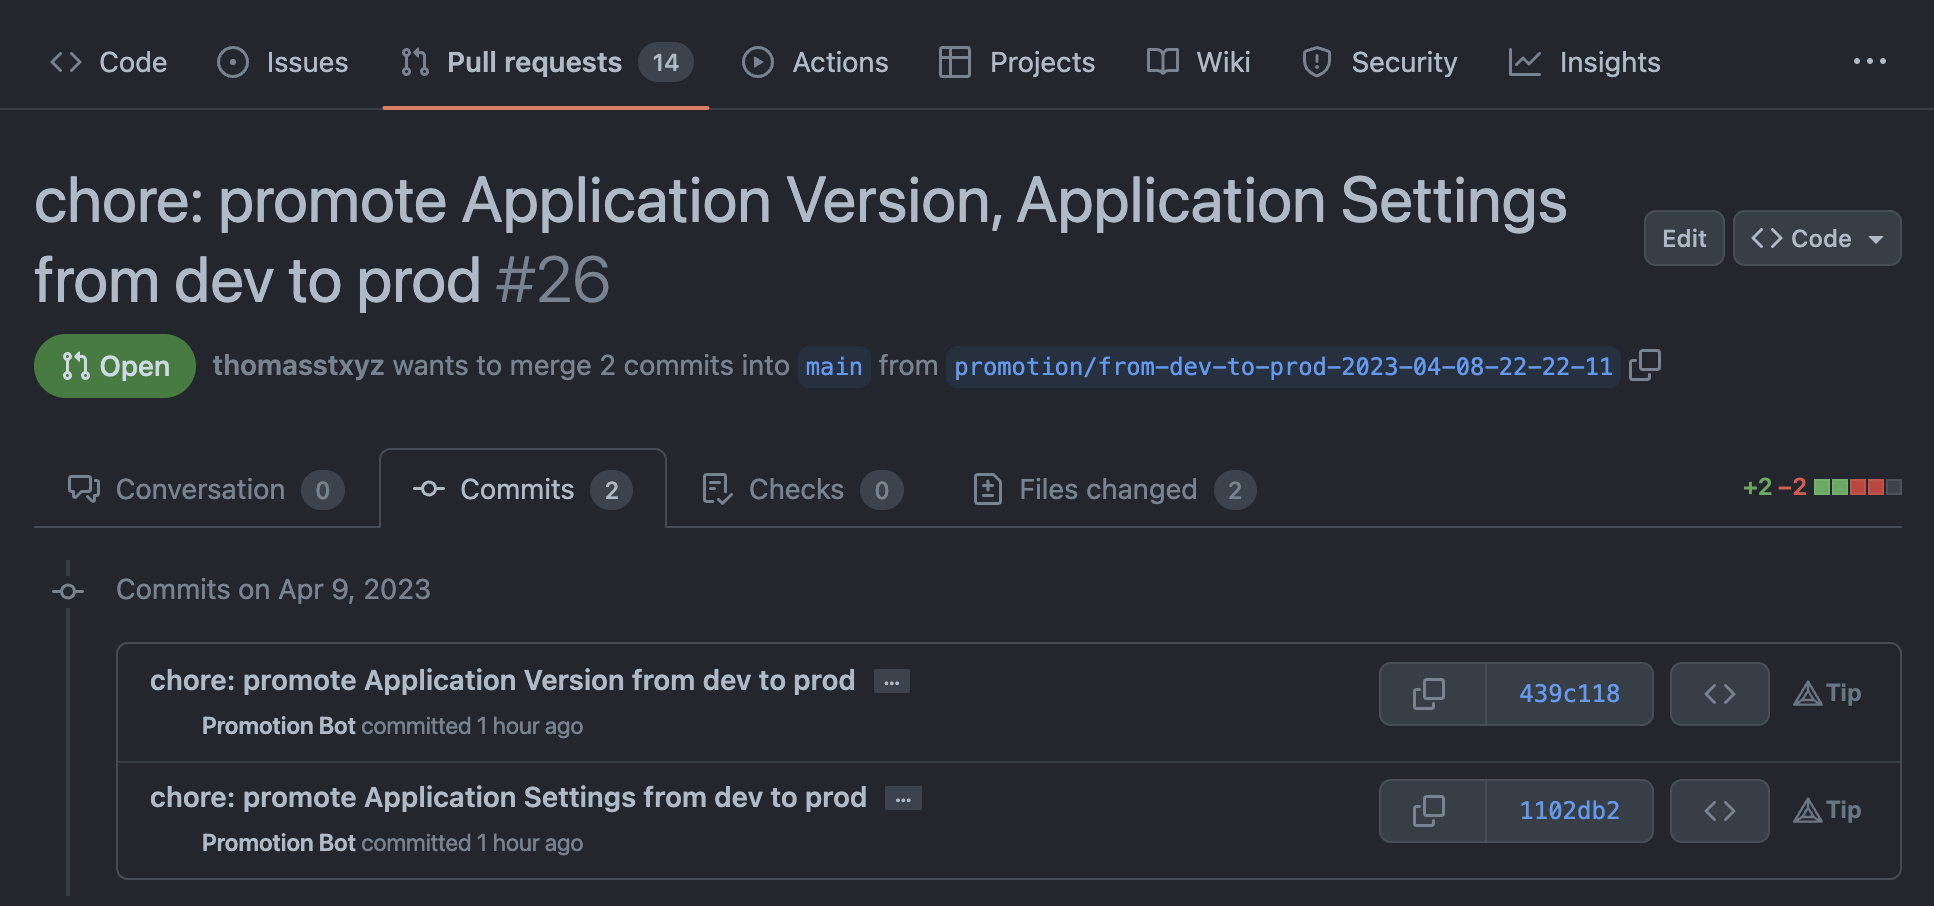 Code Issues Pull requests 14 Actions Projects Wiki Security Insights
chore: promote Application Version, Application Settings
from dev to prod #26
Edit Code
Open thomasstxyz wants to merge 2 commits into main from promotion/from-dev-to-prod-2023-04-08-22-22-11
Conversation 0 Commits 2 Checks 0 Files changed 2 +2 −2
Commits on Apr 9, 2023
chore: promote Application Version from dev to prod …
439c118 Tip
Promotion Bot committed 1 hour ago
chore: promote Application Settings from dev to prod …
1102db2 Tip
Promotion Bot committed 1 hour ago